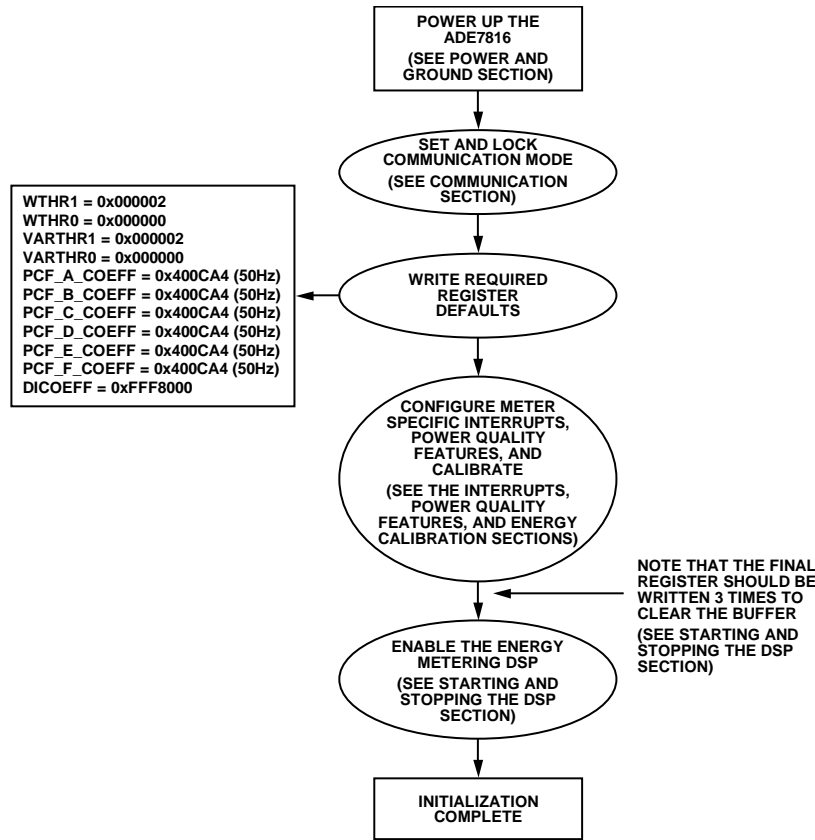 POWER UP THE
ADE7816
(SEE POWER AND
GROUND SECTION)
SET AND LOCK
COMMUNICATION MODE
(SEE COMMUNICATION
SECTION)
WTHR1 = 0x000002
WTHR0 = 0x000000
VARTHR1 = 0x000002
VARTHR0 = 0x000000
PCF_A_COEFF = 0x400CA4 (50Hz)
PCF_B_COEFF = 0x400CA4 (50Hz)
PCF_C_COEFF = 0x400CA4 (50Hz)
PCF_D_COEFF = 0x400CA4 (50Hz)
PCF_E_COEFF = 0x400CA4 (50Hz)
PCF_F_COEFF = 0x400CA4 (50Hz)
DICOEFF = 0xFFF8000
WRITE REQUIRED
REGISTER
DEFAULTS
CONFIGURE METER
SPECIFIC INTERRUPTS,
POWER QUALITY
FEATURES, AND
CALIBRATE
(SEE THE INTERRUPTS,
POWER QUALITY
FEATURES, AND ENERGY
CALIBRATION SECTIONS)
NOTE THAT THE FINAL
REGISTER SHOULD BE
WRITTEN 3 TIMES TO
CLEAR THE BUFFER
(SEE STARTING AND
STOPPING THE DSP
SECTION)
ENABLE THE ENERGY
METERING DSP
(SEE STARTING AND
STOPPING THE DSP
SECTION)
INITIALIZATION
COMPLETE